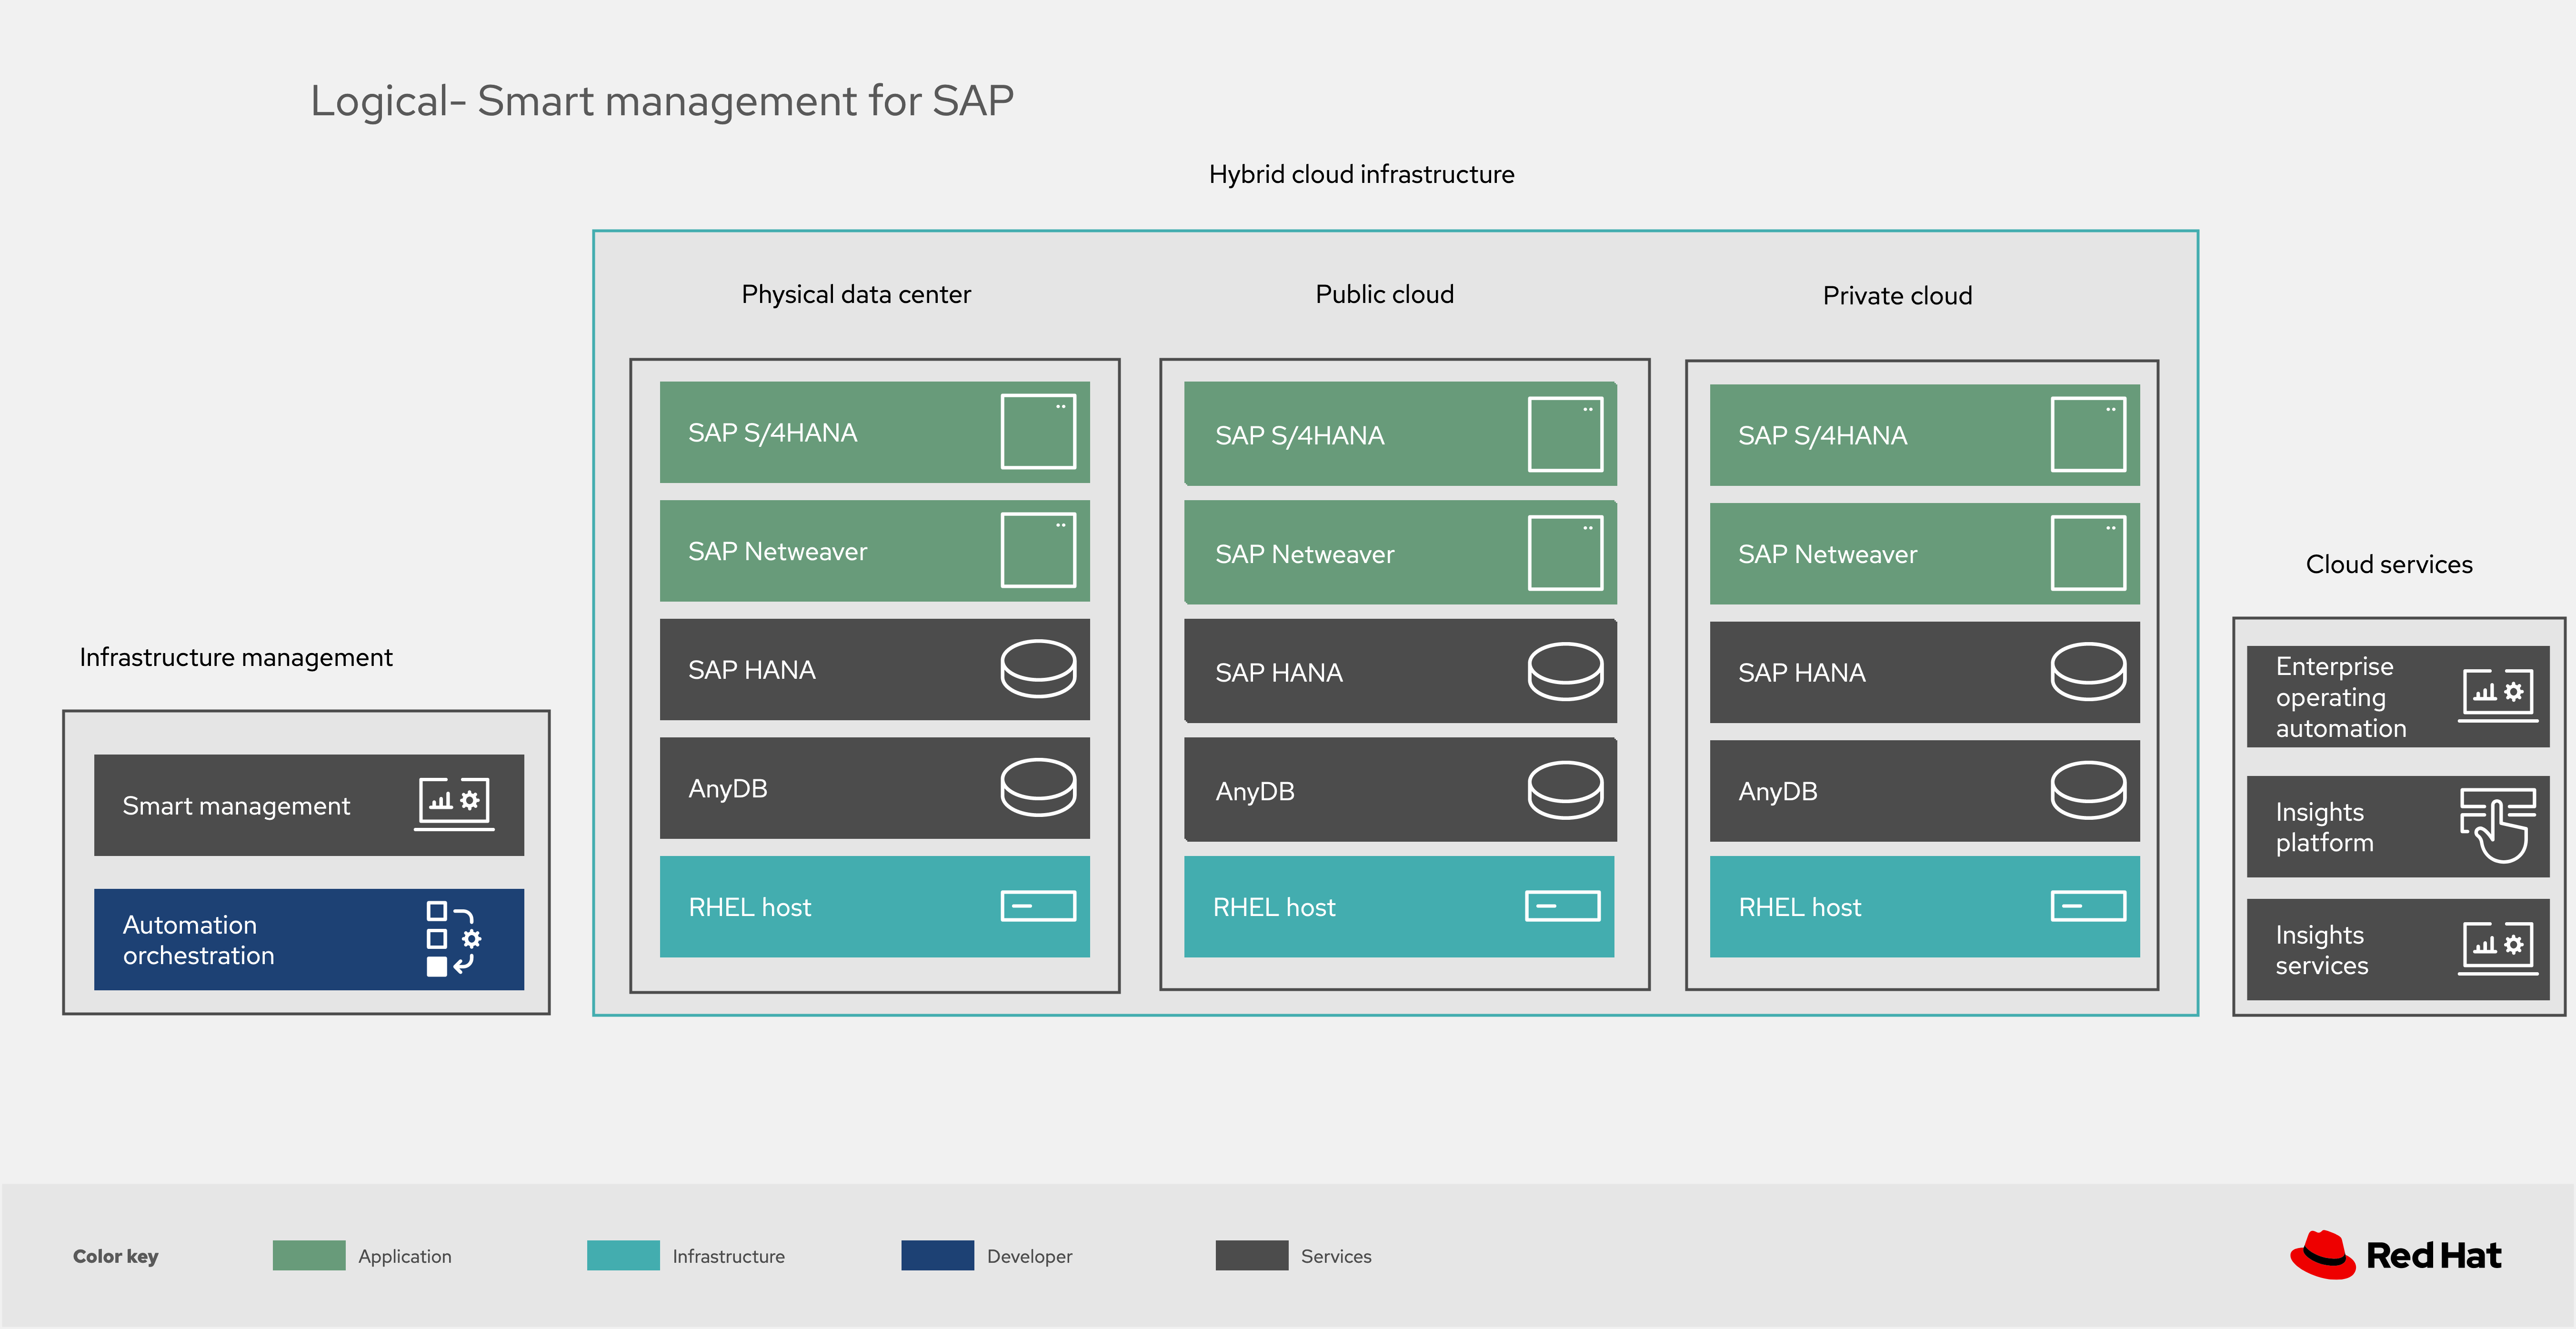 Logical- Smart management for SAP
Hybrid cloud infrastructure
Physical data center
SAP S/4HANA
SAP Netweaver
SAP HANA
AnyDB
RHEL host
Public cloud
SAP S/4HANA
SAP Netweaver
SAP HANA
AnyDB
RHEL host
Private cloud
SAP S/4HANA
SAP Netweaver
SAP HANA
AnyDB
RHEL host
Infrastructure management
Smart management
Automation
orchestration
Cloud services
Enterprise
operating
automation
Insights
platform
Insights
services
Color key
Application
Infrastructure
Developer
Services
Red Hat